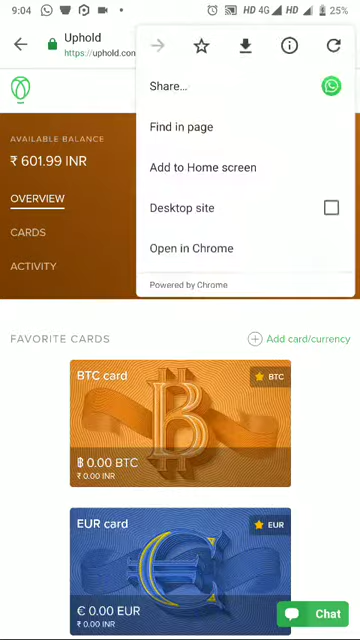 9:04
HD 4G
HD
25%
Uphold
https://uphold.con
Share...
Find in page
Add to Home screen
Desktop site
Open in Chrome
Powered by Chrome
AVAILABLE BALANCE
₹ 601.99 INR
OVERVIEW
CARDS
ACTIVITY
FAVORITE CARDS
Add card/currency
BTC card
BTC
฿ 0.00 BTC
₹ 0.00 INR
EUR card
EUR
€ 0.00 EUR
₹ 0.00 INR
Chat